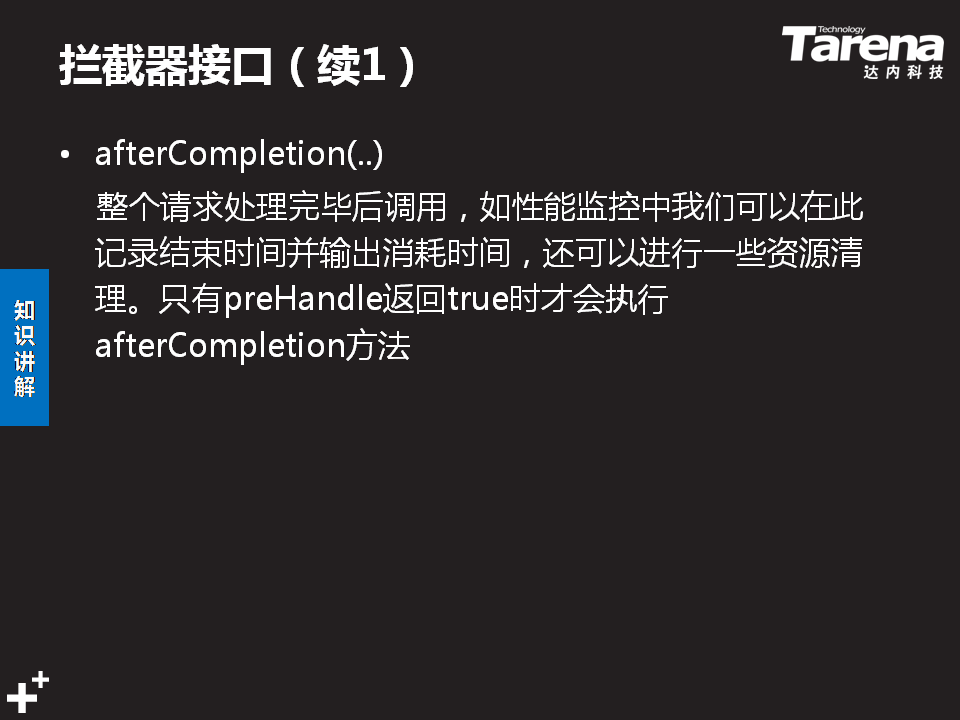 拦截器接口（续1）
Technology
Tarena
达内科技
• afterCompletion(..)
整个请求处理完毕后调用，如性能监控中我们可以在此
记录结束时间并输出消耗时间，还可以进行一些资源清
理。只有preHandle返回true时才会执行
afterCompletion方法
知识讲解